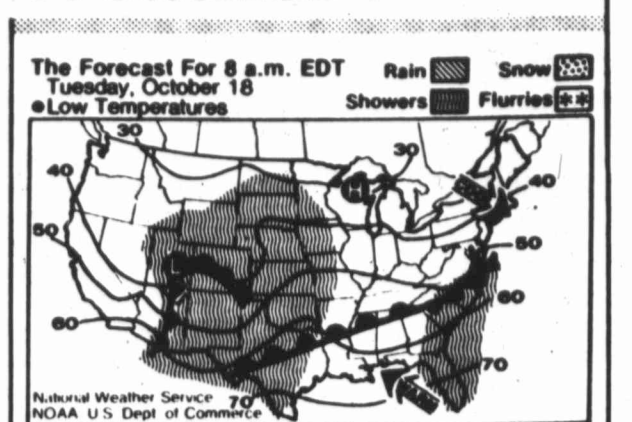 The Forecast For 8 a.m. EDT
Tuesday, October 18
●Low Temperatures
Rain
Snow
Showers
Flurries
30
30
40
40
50
50
60
60
70
70
National Weather Service
NOAA U S Dept of Commerce